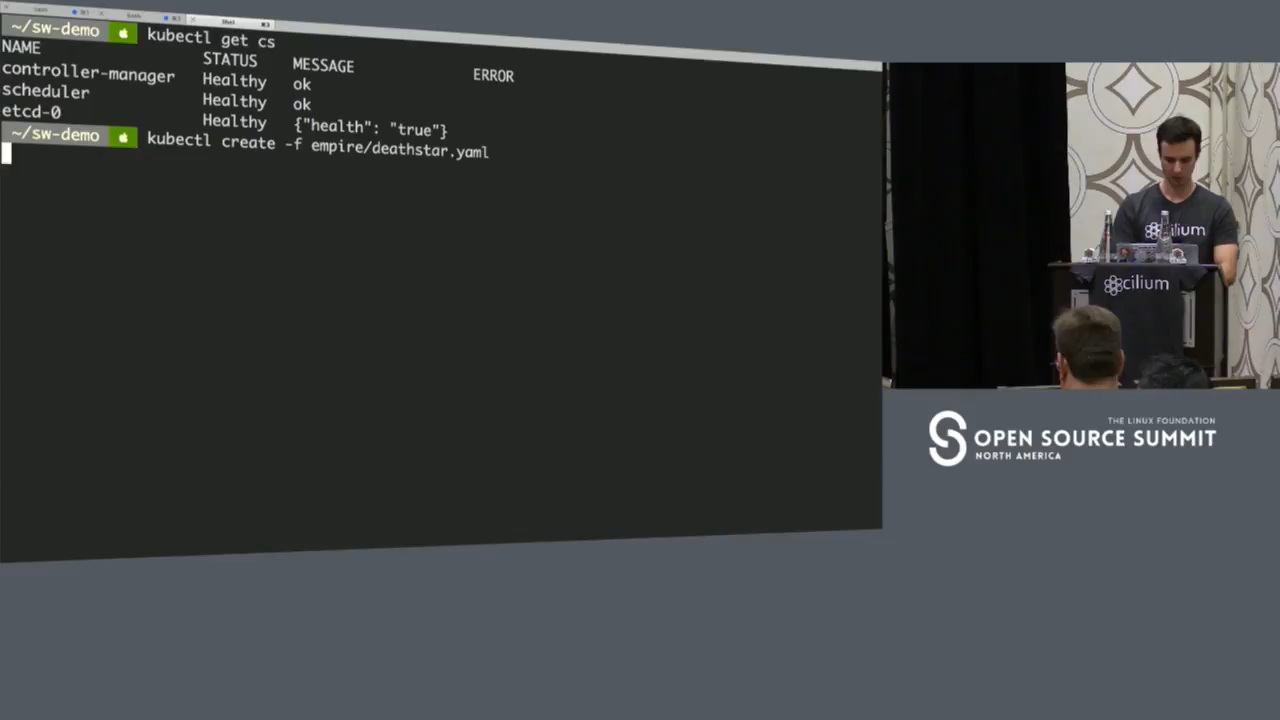 Shell
~/sw-demo kubectl get cs
NAME STATUS MESSAGE ERROR
controller-manager Healthy ok
scheduler Healthy ok
etcd-0 Healthy {"health": "true"}
~/sw-demo kubectl create -f empire/deathstar.yaml
cilium
cilium
THE LINUX FOUNDATION
OPEN SOURCE SUMMIT
NORTH AMERICA